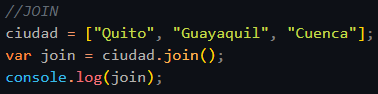 //JOIN
ciudad = ["Quito", "Guayaquil", "Cuenca"];
var join = ciudad.join();
console.log(join);